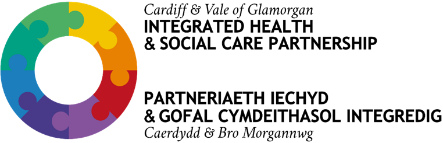 Cardiff & Vale of Glamorgan
INTEGRATED HEALTH
& SOCIAL CARE PARTNERSHIP
PARTNERIAETH IECHYD
& GOFAL CYMDEITHASOL INTEGREDIG
Caerdydd & Bro Morgannwg